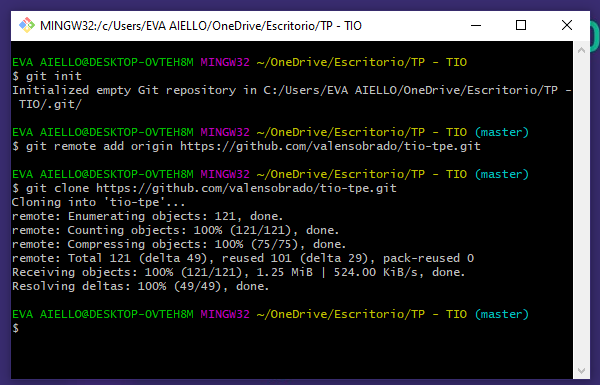 MINGW32:/c/Users/EVA AIELLO/OneDrive/Escritorio/TP - TIO
EVA AIELLO@DESKTOP-OVTEH8M MINGW32 ~/OneDrive/Escritorio/TP - TIO
$ git init
Initialized empty Git repository in C:/Users/EVA AIELLO/OneDrive/Escritorio/TP -
 TIO/.git/
EVA AIELLO@DESKTOP-OVTEH8M MINGW32 ~/OneDrive/Escritorio/TP - TIO (master)
$ git remote add origin https://github.com/valensobrado/tio-tpe.git
EVA AIELLO@DESKTOP-OVTEH8M MINGW32 ~/OneDrive/Escritorio/TP - TIO (master)
$ git clone https://github.com/valensobrado/tio-tpe.git
Cloning into 'tio-tpe'...
remote: Enumerating objects: 121, done.
remote: Counting objects: 100% (121/121), done.
remote: Compressing objects: 100% (75/75), done.
remote: Total 121 (delta 49), reused 101 (delta 29), pack-reused 0
Receiving objects: 100% (121/121), 1.25 MiB | 524.00 KiB/s, done.
Resolving deltas: 100% (49/49), done.
EVA AIELLO@DESKTOP-OVTEH8M MINGW32 ~/OneDrive/Escritorio/TP - TIO (master)
$